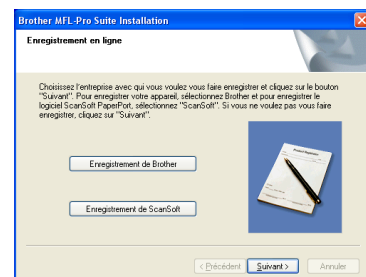 Brother MFL-Pro Suite Installation
Enregistrement en ligne
Choisissez l'entreprise avec qui vous voulez vous faire enregistrer et cliquez sur le bouton
"Suivant". Pour enregistrer votre appareil, sélectionnez Brother et pour enregistrer le
logiciel ScanSoft PaperPort, sélectionnez "ScanSoft". Si vous ne voulez pas vous faire
enregistrer, cliquez sur "Suivant".
Enregistrement de Brother
Enregistrement de ScanSoft
< Précédent
Suivant >
Annuler